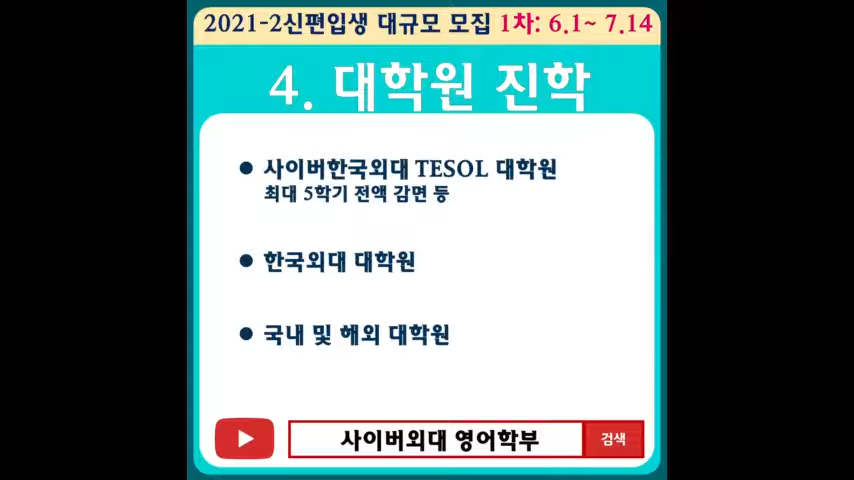 2021-2신편입생 대규모 모집 1차: 6.1~ 7.14
4. 대학원 진학
● 사이버한국외대 TESOL 대학원
최대 5학기 전액 감면 등
● 한국외대 대학원
● 국내 및 해외 대학원
사이버외대 영어학부 검색